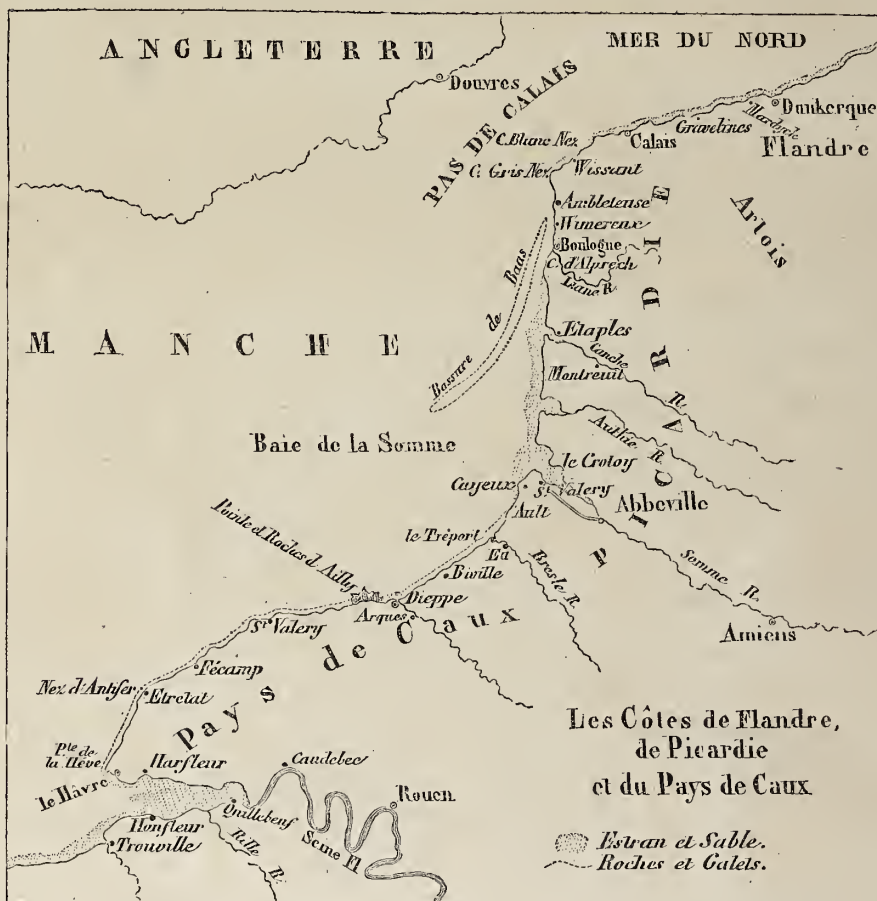 ANGLETERRE
MER DU NORD
Douvres
PAS DE CALAIS
Dunkerque
Mardyck
Gravelines
Calais
Flandre
C. Blanc Nez
C. Gris Nez
Wissant
Ambleteuse
Wimereux
Boulogne
C. d'Alprech
Liane R.
Artois
PICARDIE
MANCHE
Bassure de Baas
Etaples
Canche R.
Montreuil
Authie R.
Baie de la Somme
le Crotoy
Cayeux
St Valery
Abbeville
Ault
Somme R.
Amiens
le Tréport
Eu
Bresle R.
Biville
Pointe et Roches d'Ailly
Dieppe
Arques
St Valery
Pays de Caux
Fécamp
Nez d'Antifer
Etretat
Pte de
la Hève
le Hâvre
Harfleur
Caudebec
Rouen
Quillebeuf
Seine Fl
Honfleur
Trouville
Rille R.
Les Côtes de Flandre,
de Picardie
et du Pays de Caux
Estran et Sable.
Roches et Galets.